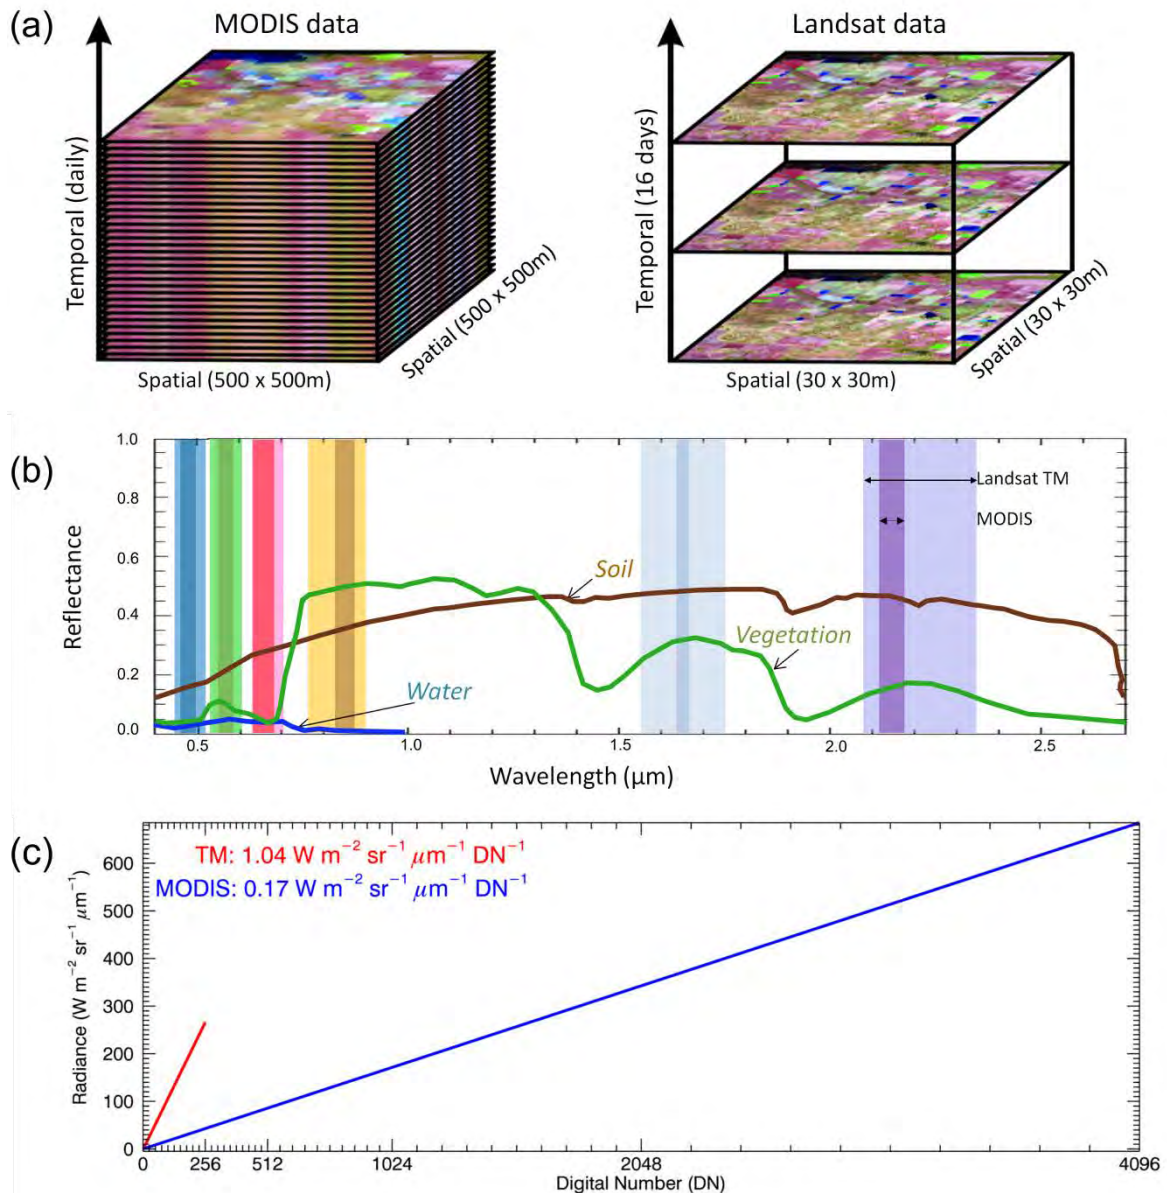 (a)
MODIS data
Landsat data
Temporal (daily)
Spatial (500 x 500m)
Spatial (500 x 500m)
Temporal (16 days)
Spatial (30 x 30m)
Spatial (30 x 30m)
(b)
Reflectance
1.0
0.8
0.6
0.4
0.2
0.0
Landsat TM
MODIS
Soil
Vegetation
Water
0.5 1.0 1.5 2.0 2.5
Wavelength (μm)
(c)
TM: 1.04 W m⁻² sr⁻¹ μm⁻¹ DN⁻¹
MODIS: 0.17 W m⁻² sr⁻¹ μm⁻¹ DN⁻¹
Radiance (W m⁻² sr⁻¹ μm⁻¹)
600
500
400
300
200
100
0
0 256 512 1024 2048 4096
Digital Number (DN)